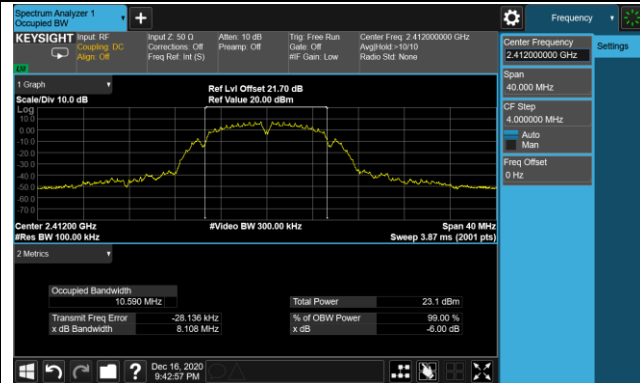 Spectrum Analyzer 1
Occupied BW
Frequency
KEYSIGHT
Input: RF
Coupling: DC
Align: Off
Input Z: 50 Ω
Corrections: Off
Freq Ref: Int (S)
Atten: 10 dB
Preamp: Off
Trig: Free Run
Gate: Off
#IF Gain: Low
Center Freq: 2.412000000 GHz
Avg|Hold:>10/10
Radio Std: None
Center Frequency
2.412000000 GHz
Settings
Span
40.000 MHz
CF Step
4.000000 MHz
Auto
Man
Freq Offset
0 Hz
1 Graph
Scale/Div 10.0 dB
Ref Lvl Offset 21.70 dB
Ref Value 20.00 dBm
Log
10.0
0.00
-10.0
-20.0
-30.0
-40.0
-50.0
-60.0
-70.0
Center 2.41200 GHz
#Res BW 100.00 kHz
#Video BW 300.00 kHz
Span 40 MHz
Sweep 3.87 ms (2001 pts)
2 Metrics
Occupied Bandwidth
10.590 MHz
Total Power 23.1 dBm
Transmit Freq Error -28.136 kHz
% of OBW Power 99.00 %
x dB Bandwidth 8.108 MHz
x dB -6.00 dB
?
Dec 16, 2020
9:42:57 PM